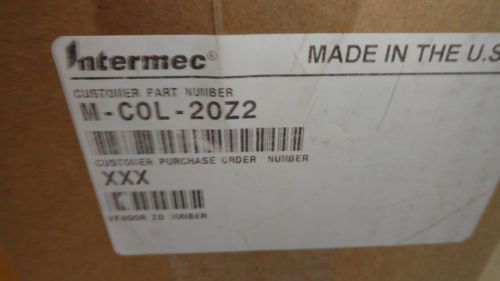 Intermec®
MADE IN THE U.S
CUSTOMER PART NUMBER
M-COL-20Z2
CUSTOMER PURCHASE ORDER NUMBER
XXX
VENDOR ID NUMBER